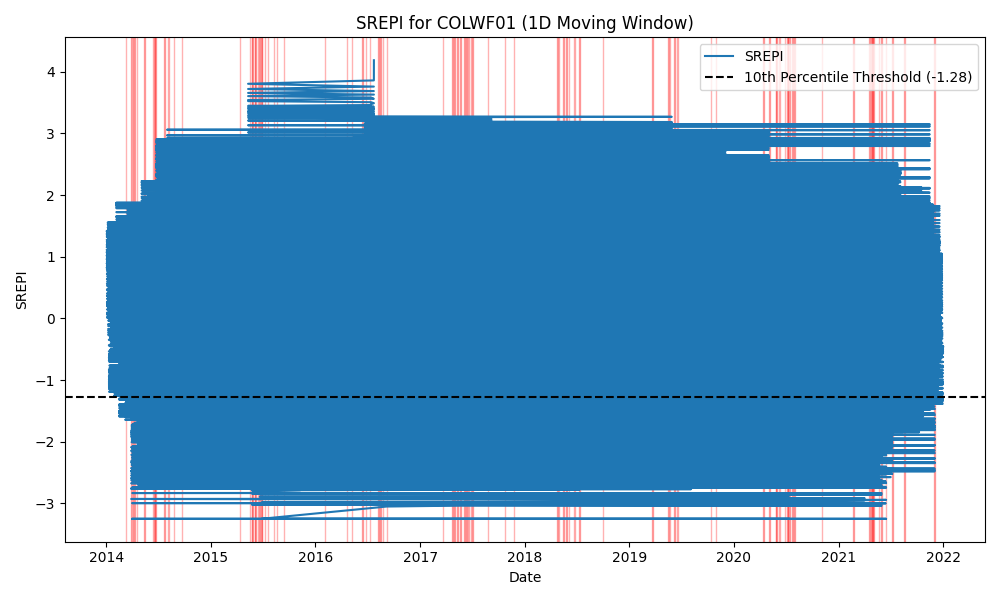 SREPI for COLWF01 (1D Moving Window)
SREPI
10th Percentile Threshold (-1.28)
SREPI
4
3
2
1
0
−1
−2
−3
2014 2015 2016 2017 2018 2019 2020 2021 2022
Date